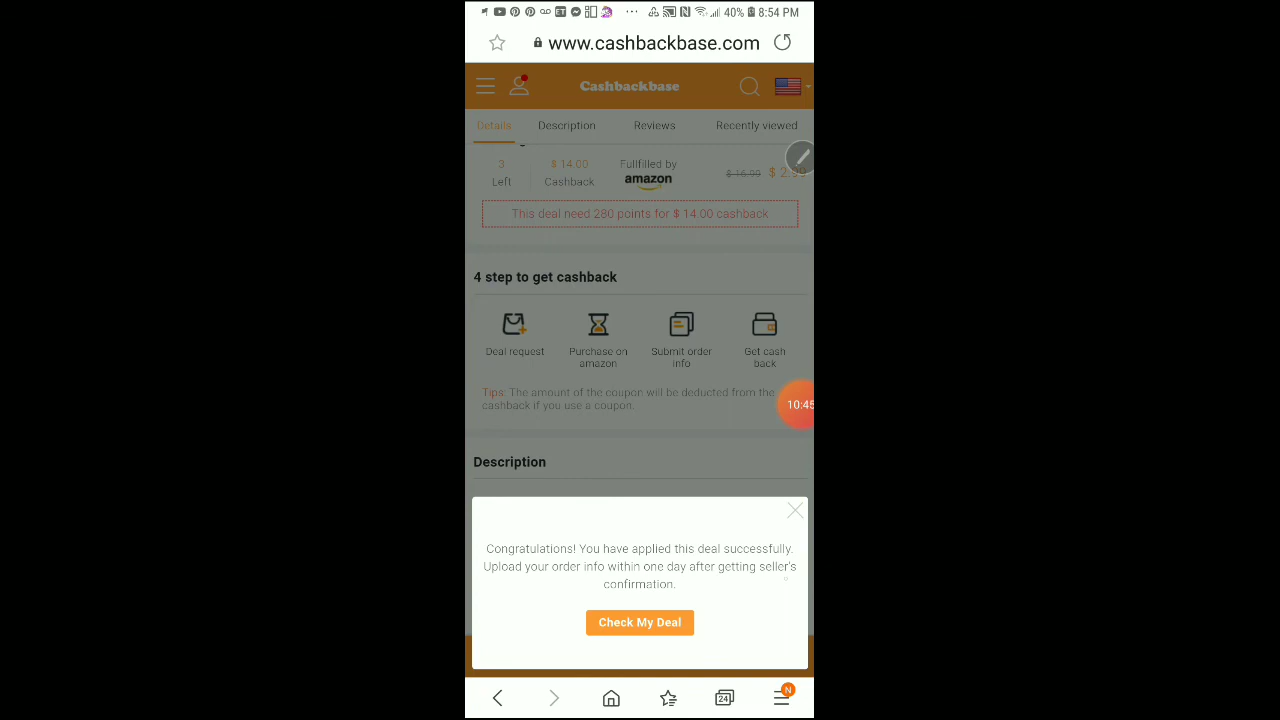 40% 8:54 PM
www.cashbackbase.com
Cashbackbase
Details Description Reviews Recently viewed
3 $ 14.00 Fullfilled by $ 16.99
Left Cashback amazon
This deal need 280 points for $ 14.00 cashback
4 step to get cashback
Deal request Purchase on Submit order Get cash
amazon info back
Tips: The amount of the coupon will be deducted from the
cashback if you use a coupon.
10:45
Description
Congratulations! You have applied this deal successfully.
Upload your order info within one day after getting seller's
confirmation.
Check My Deal
24 N